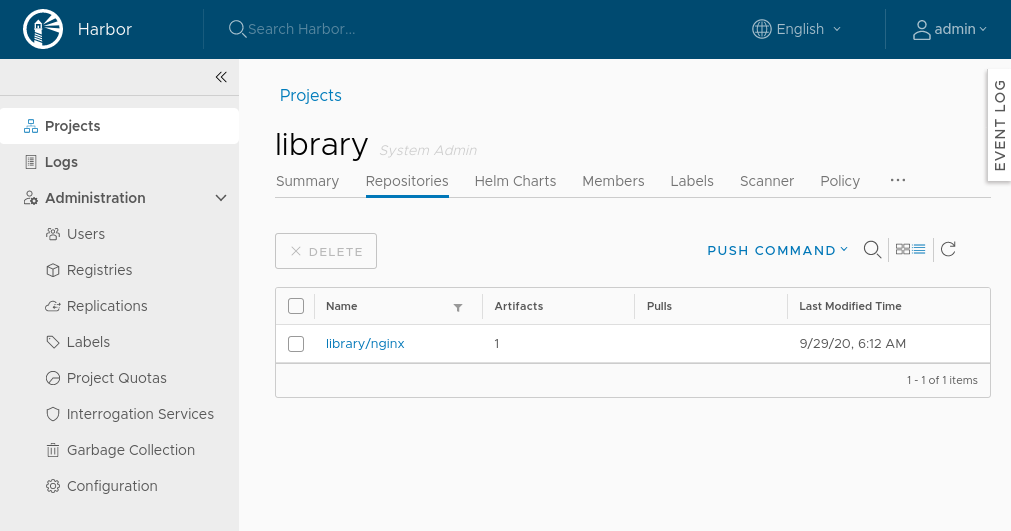 Harbor
Search Harbor...
English
admin
EVENT LOG
Projects
Logs
Administration
Users
Registries
Replications
Labels
Project Quotas
Interrogation Services
Garbage Collection
Configuration
Projects
library System Admin
Summary Repositories Helm Charts Members Labels Scanner Policy ...
DELETE
PUSH COMMAND
Name Artifacts Pulls Last Modified Time
library/nginx 1 9/29/20, 6:12 AM
1 - 1 of 1 items